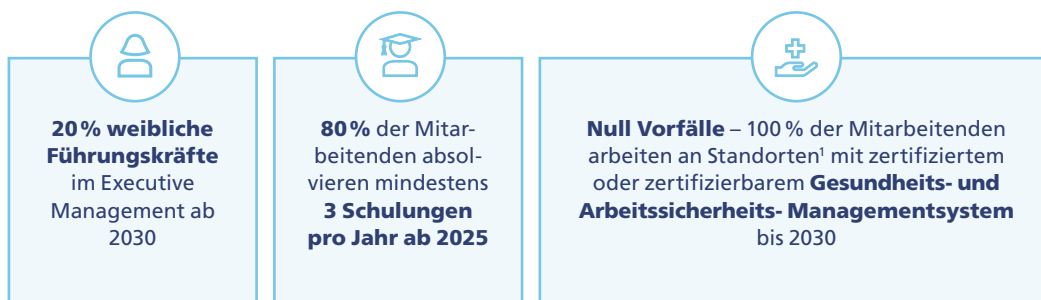 20 % weibliche
Führungskräfte
im Executive
Management ab
2030
80 % der Mitar-
beitenden absol-
vieren mindestens
3 Schulungen
pro Jahr ab 2025
Null Vorfälle – 100 % der Mitarbeitenden
arbeiten an Standorten¹ mit zertifiziertem
oder zertifizierbarem Gesundheits- und
Arbeitssicherheits- Managementsystem
bis 2030